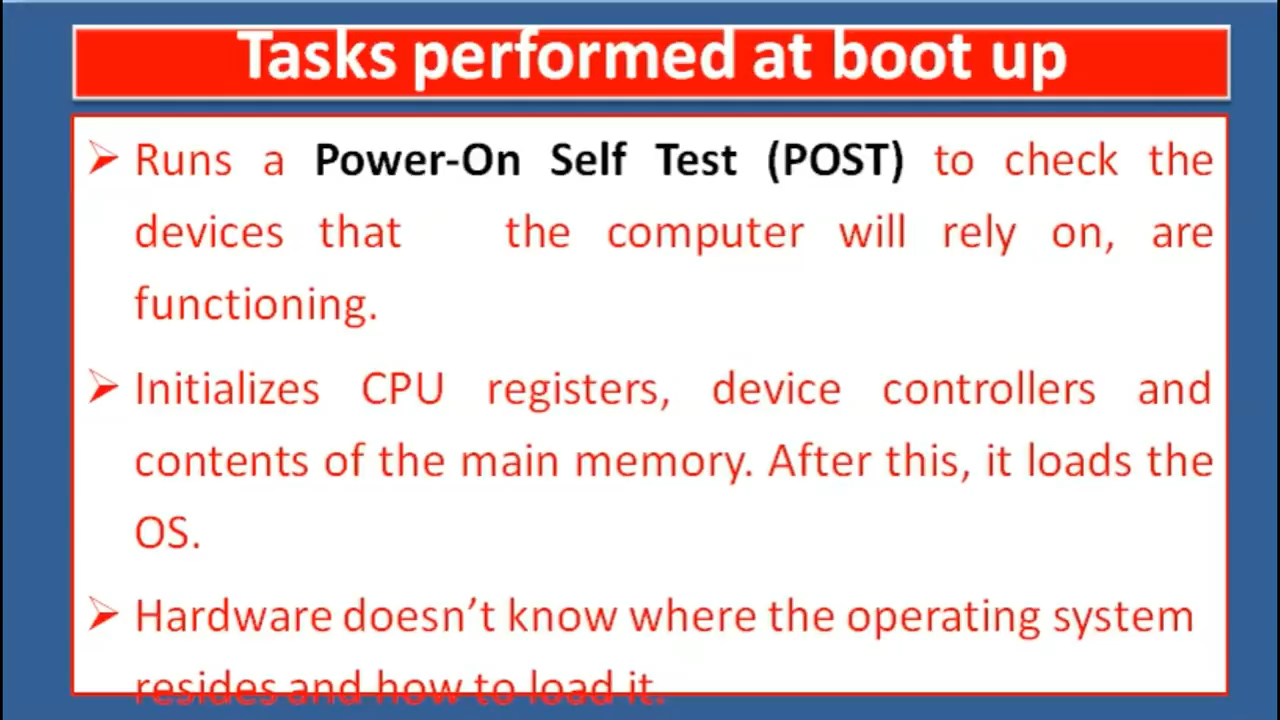 Tasks performed at boot up
Runs a Power-On Self Test (POST) to check the
devices that the computer will rely on, are
functioning.
Initializes CPU registers, device controllers and
contents of the main memory. After this, it loads the
OS.
Hardware doesn’t know where the operating system
resides and how to load it.